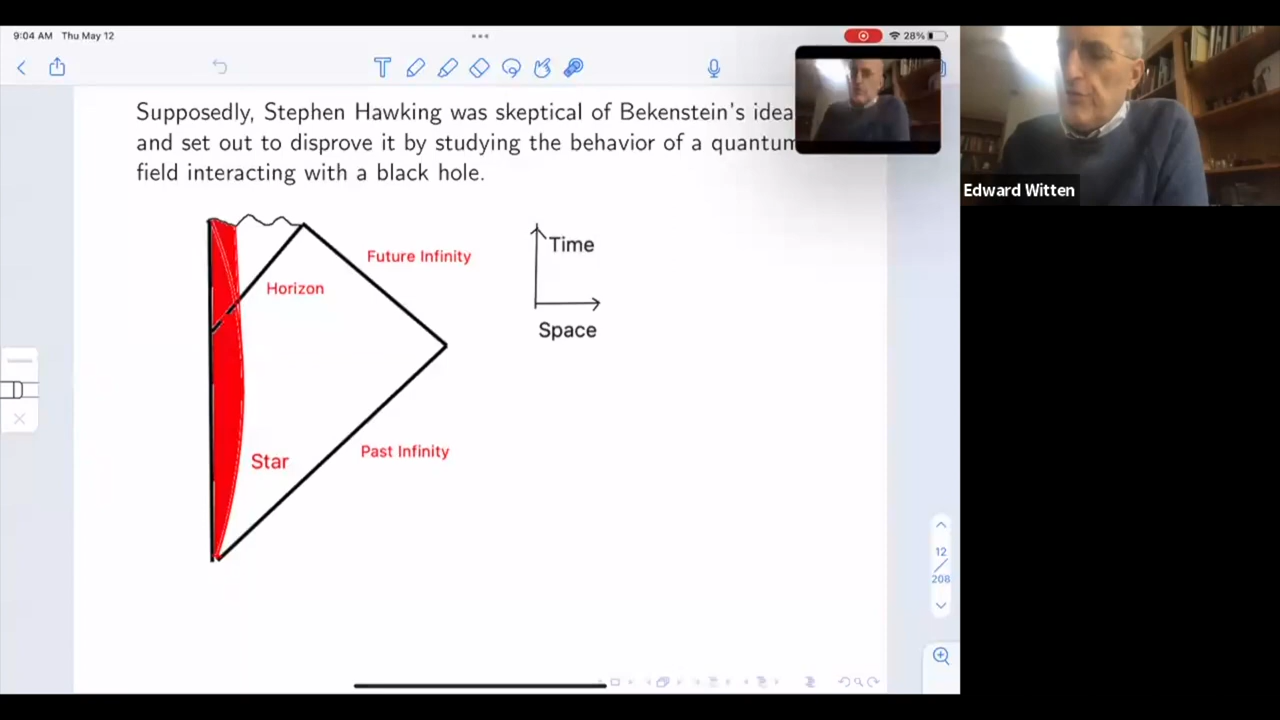 9:04 AM Thu May 12
28%
Supposedly, Stephen Hawking was skeptical of Bekenstein's idea
and set out to disprove it by studying the behavior of a quantum
field interacting with a black hole.
Future Infinity
Time
Horizon
Space
Star
Past Infinity
12
208
Edward Witten